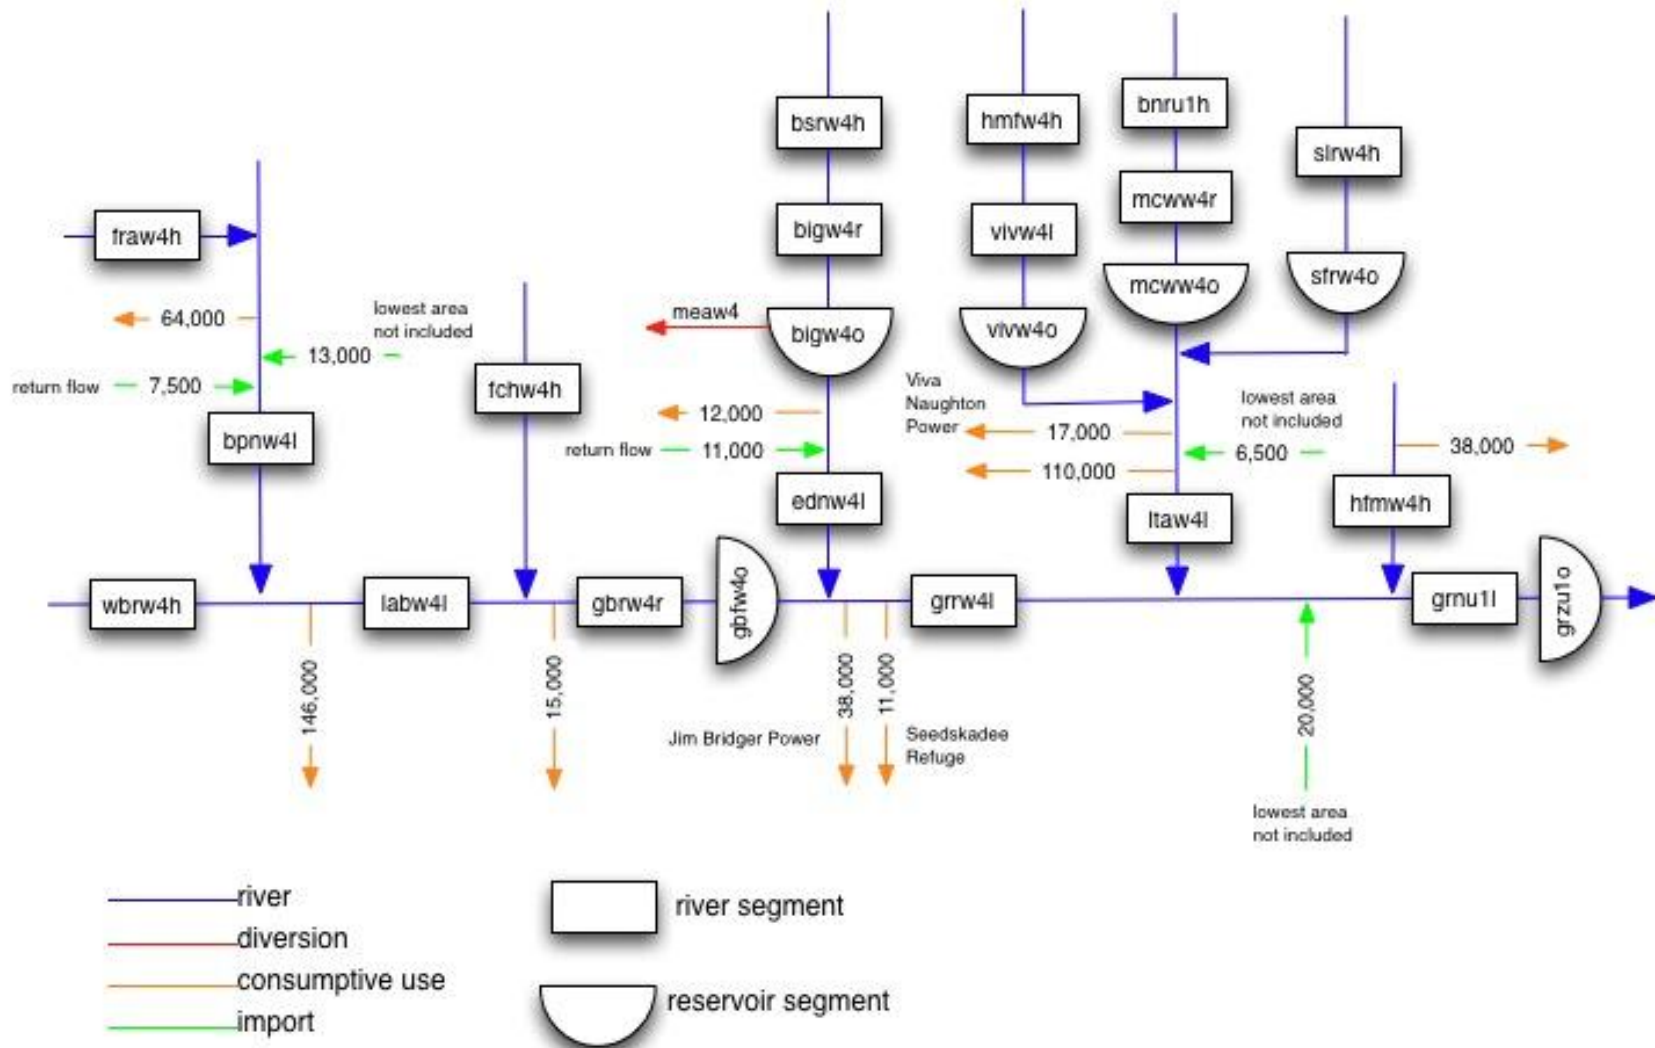 bsrw4h
hmfw4h
bnru1h
slrw4h
mcww4r
fraw4h
bigw4r
vivw4l
mcww4o
sfrw4o
64,000
lowest area
not included
13,000
meaw4
bigw4o
vivw4o
return flow
7,500
fchw4h
Viva
Naughton
Power
12,000
17,000
lowest area
not included
6,500
38,000
bpnw4l
return flow
11,000
110,000
ednw4l
ltaw4l
hfmw4h
wbrw4h
labw4l
gbrw4r
gbfw4o
grrw4l
grnu1l
grzu1o
146,000
15,000
38,000
11,000
20,000
Jim Bridger Power
Seedskadee
Refuge
lowest area
not included
river
diversion
consumptive use
import
river segment
reservoir segment